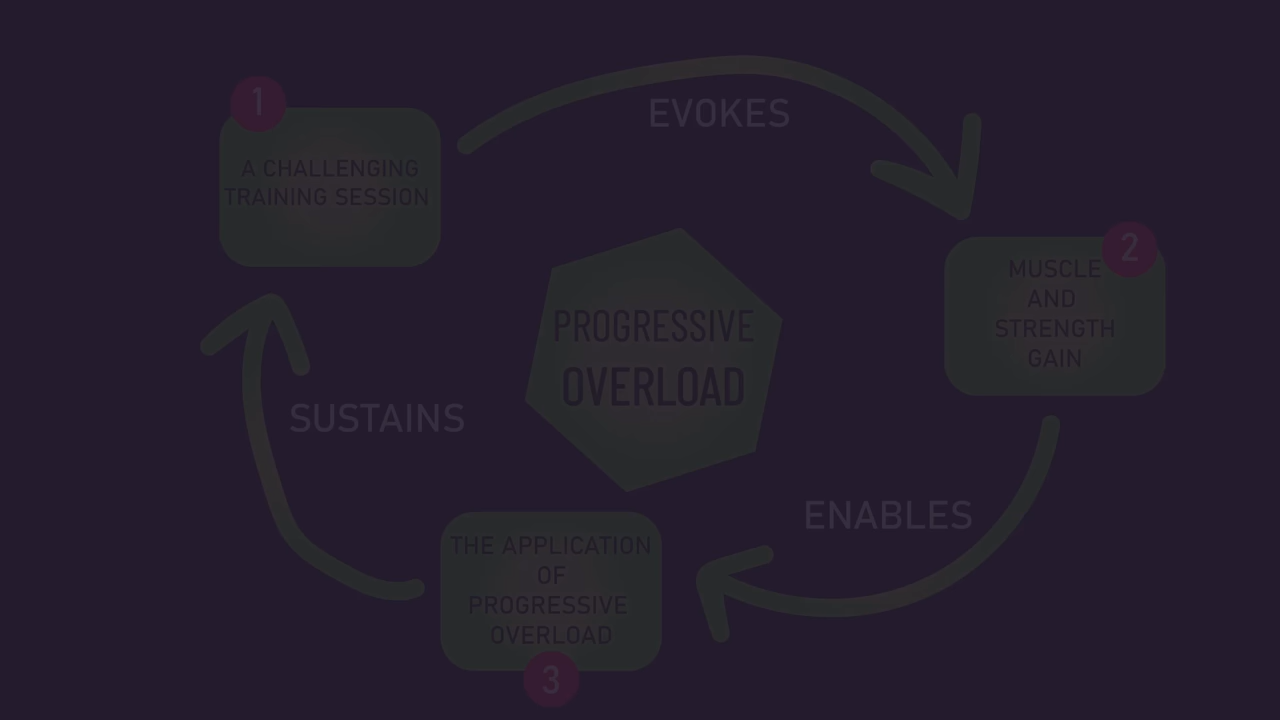 1
A CHALLENGING
TRAINING SESSION
EVOKES
2
MUSCLE
AND
STRENGTH
GAIN
PROGRESSIVE
OVERLOAD
SUSTAINS
ENABLES
THE APPLICATION
OF
PROGRESSIVE
OVERLOAD
3